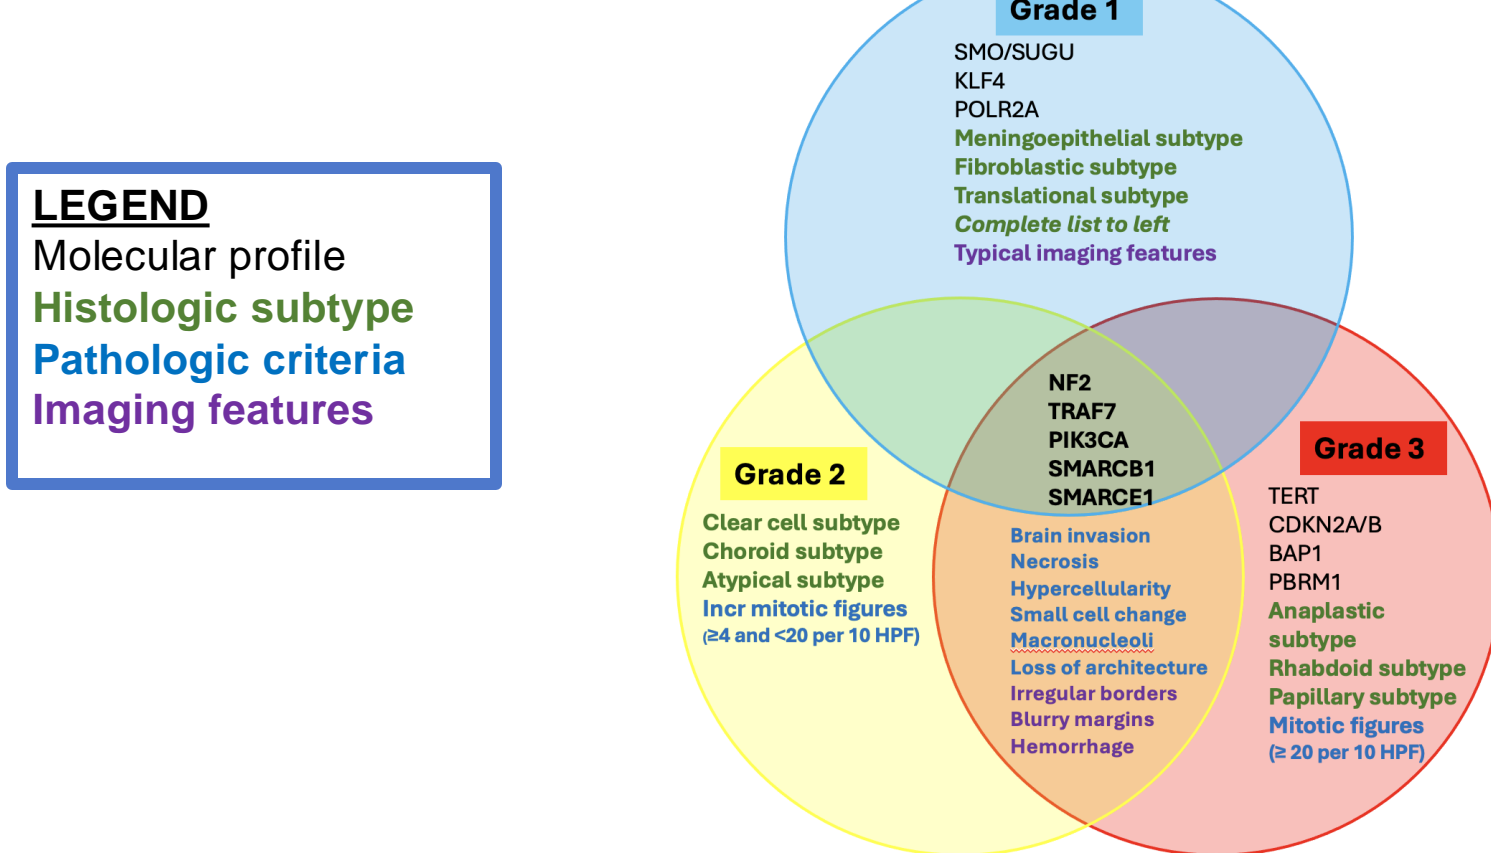 LEGEND
Molecular profile
Histologic subtype
Pathologic criteria
Imaging features
Grade 1
SMO/SUGU
KLF4
POLR2A
Meningoepithelial subtype
Fibroblastic subtype
Translational subtype
Complete list to left
Typical imaging features
NF2
TRAF7
PIK3CA
SMARCB1
SMARCE1
Grade 2
Clear cell subtype
Choroid subtype
Atypical subtype
Incr mitotic figures
(≥4 and <20 per 10 HPF)
Brain invasion
Necrosis
Hypercellularity
Small cell change
Macronucleoli
Loss of architecture
Irregular borders
Blurry margins
Hemorrhage
Grade 3
TERT
CDKN2A/B
BAP1
PBRM1
Anaplastic
subtype
Rhabdoid subtype
Papillary subtype
Mitotic figures
(≥ 20 per 10 HPF)